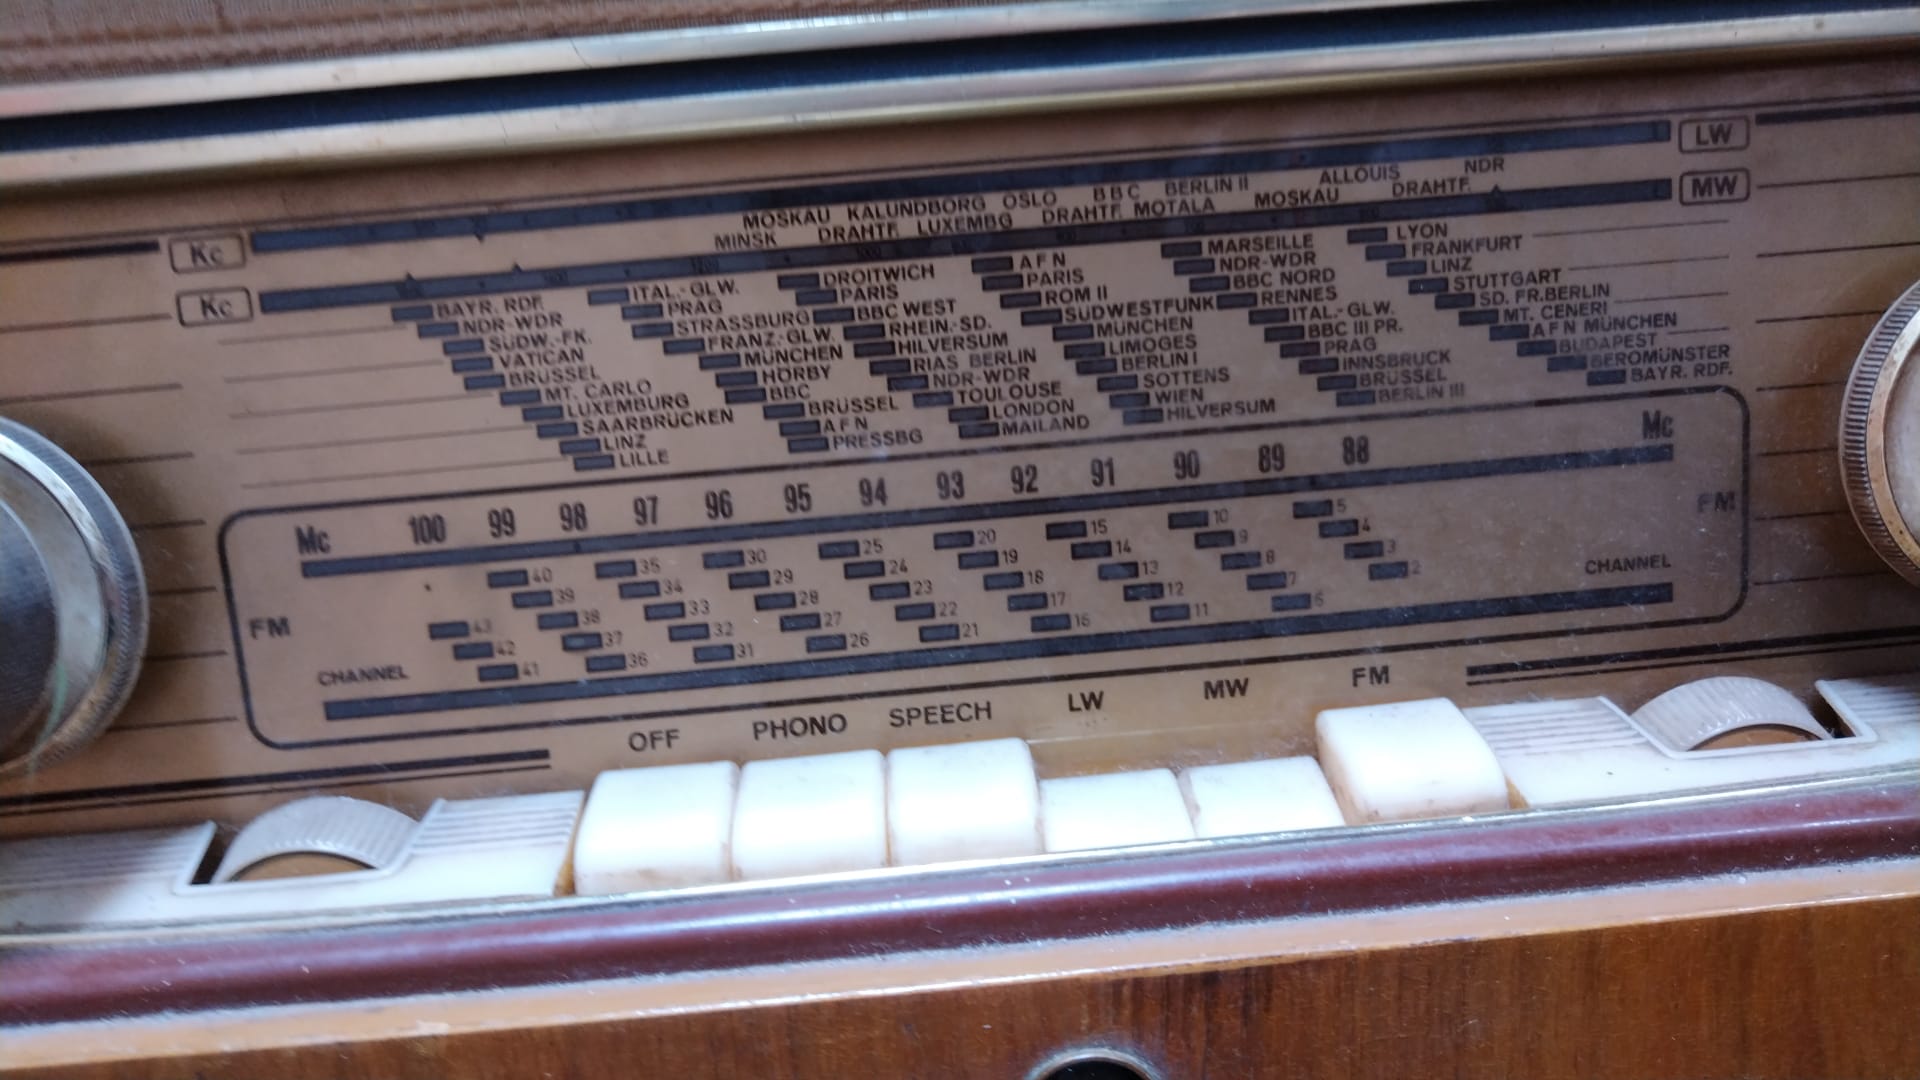 LW
MOSKAU KALUNDBORG OSLO BBC BERLIN II ALLOUIS NDR
Kc
MINSK DRAHTF. LUXEMBG DRAHTF. MOTALA MOSKAU DRAHTF.
MW
Kc
BAYR. RDF.
NDR-WDR
SÜDW.-FK.
VATICAN
BRÜSSEL
MT. CARLO
LUXEMBURG
SAARBRÜCKEN
LINZ
LILLE
ITAL.-GLW.
PRAG
STRASSBURG
FRANZ.-GLW.
MÜNCHEN
HÖRBY
BBC
BRÜSSEL
AFN
PRESSBG
DROITWICH
PARIS
BBC WEST
RHEIN.-SD.
HILVERSUM
RIAS BERLIN
NDR-WDR
TOULOUSE
LONDON
MAILAND
AFN
PARIS
ROM II
SÜDWESTFUNK
MÜNCHEN
LIMOGES
BERLIN I
SOTTENS
WIEN
HILVERSUM
MARSEILLE
NDR-WDR
BBC NORD
RENNES
ITAL.-GLW.
BBC III PR.
PRAG
INNSBRUCK
BRÜSSEL
BERLIN III
LYON
FRANKFURT
LINZ
STUTTGART
SD. FR. BERLIN
MT. CENERI
AFN MÜNCHEN
BUDAPEST
BEROMÜNSTER
BAYR. RDF.
Mc 100 99 98 97 96 95 94 93 92 91 90 89 88 Mc
FM
43
42
41
40
39
38
37
36
35
34
33
32
31
30
29
28
27
26
25
24
23
22
21
20
19
18
17
16
15
14
13
12
11
10
9
8
7
6
5
4
3
2
FM
CHANNEL CHANNEL
OFF PHONO SPEECH LW MW FM